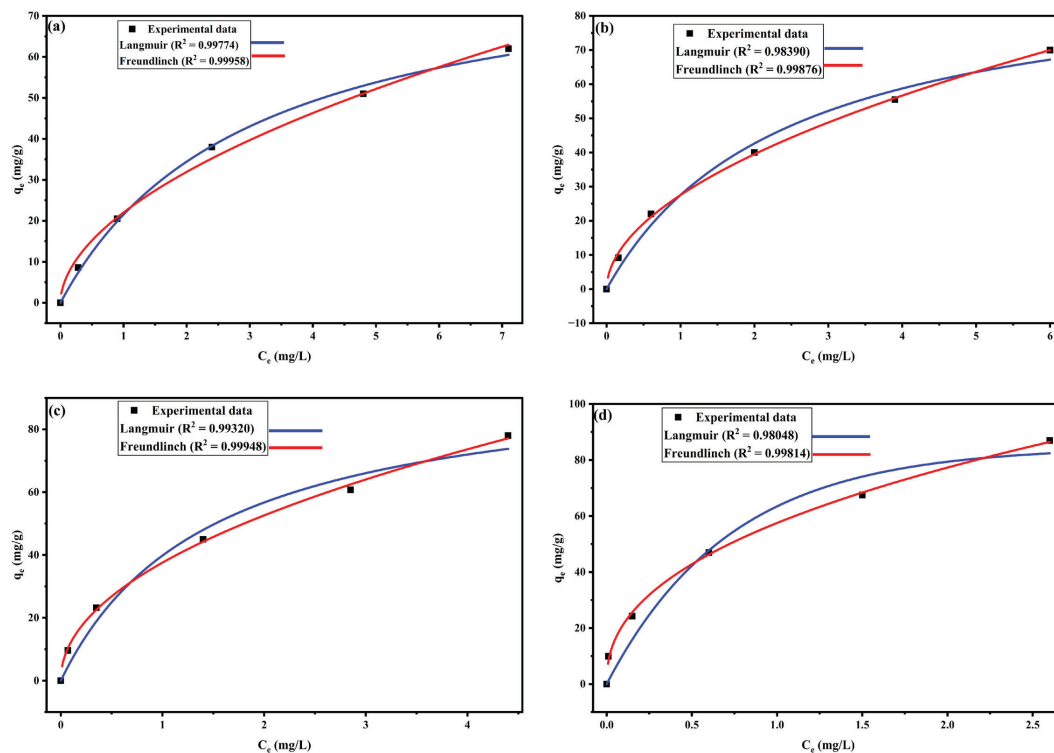 (a)
Experimental data
Langmuir (R² = 0.99774)
Freundlinch (R² = 0.99958)
70
60
50
40
30
20
10
0
qₑ (mg/g)
0 1 2 3 4 5 6 7
Cₑ (mg/L)
(b)
Experimental data
Langmuir (R² = 0.98390)
Freundlinch (R² = 0.99876)
80
70
60
50
40
30
20
10
0
−10
qₑ (mg/g)
0 1 2 3 4 5 6
Cₑ (mg/L)
(c)
Experimental data
Langmuir (R² = 0.99320)
Freundlinch (R² = 0.99948)
80
60
40
20
0
qₑ (mg/g)
0 1 2 3 4
Cₑ (mg/L)
(d)
Experimental data
Langmuir (R² = 0.98048)
Freundlinch (R² = 0.99814)
100
80
60
40
20
0
qₑ (mg/g)
0.0 0.5 1.0 1.5 2.0 2.5
Cₑ (mg/L)